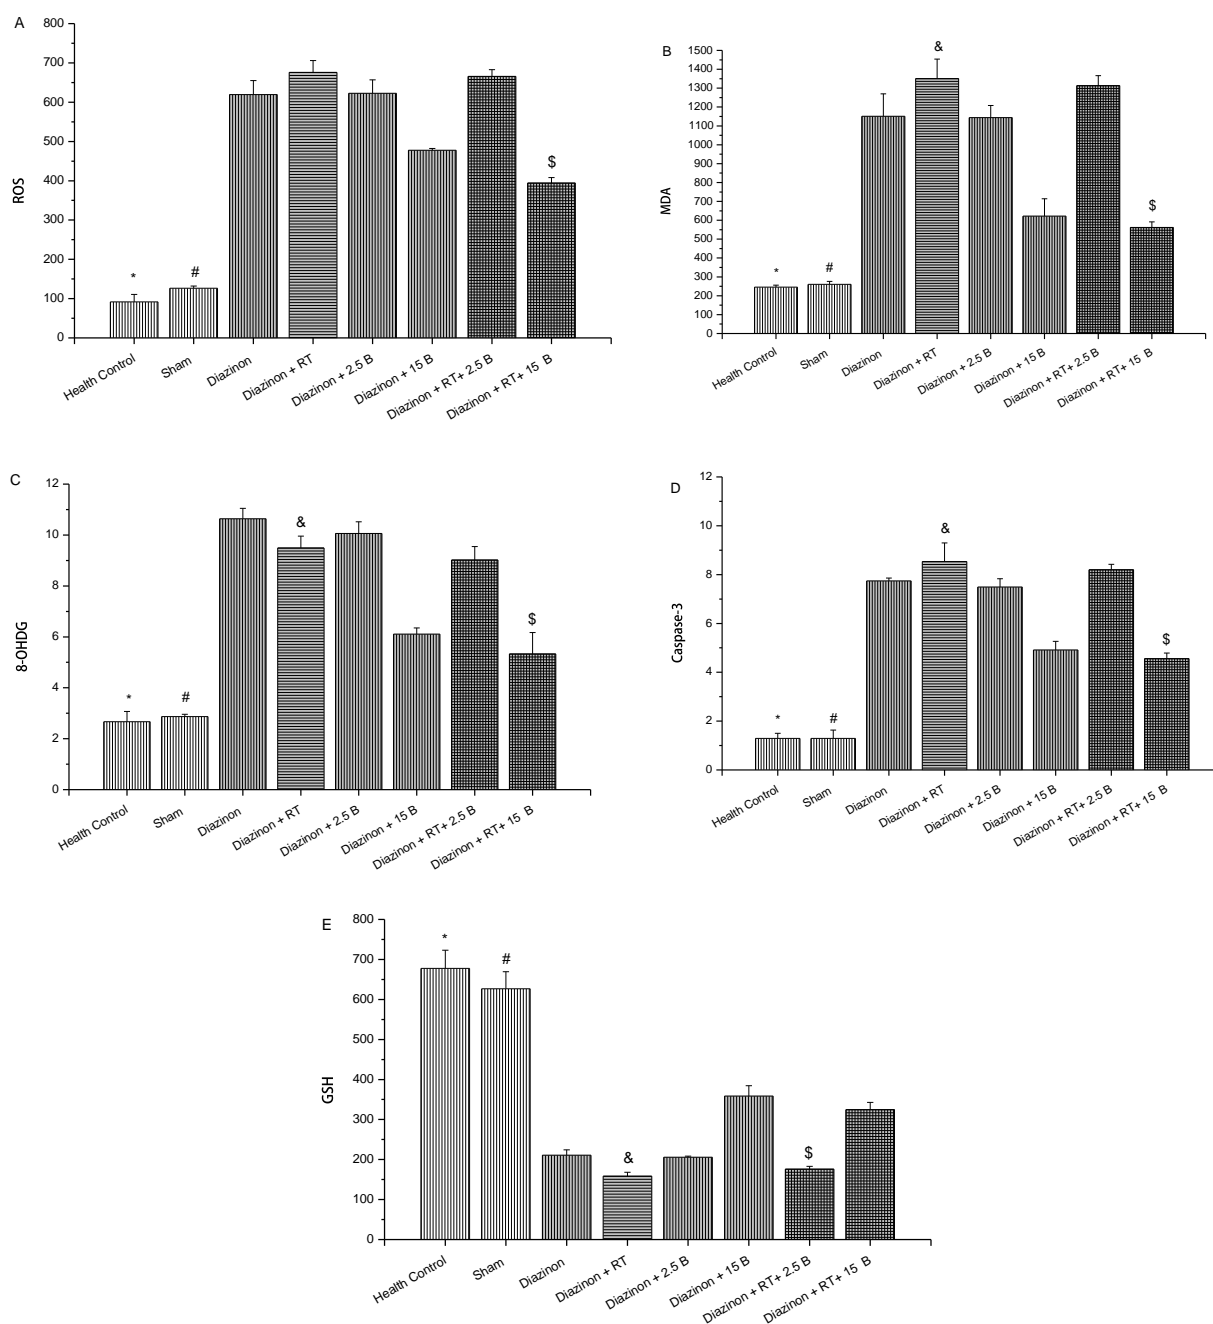 A
800
700
600
500
400
300
200
100
0
ROS
*
#
$
Health Control
Sham
Diazinon
Diazinon + RT
Diazinon + 2.5 B
Diazinon + 15 B
Diazinon + RT+ 2.5 B
Diazinon + RT+ 15 B
B
1500
1400
1300
1200
1100
1000
900
800
700
600
500
400
300
200
100
0
MDA
*
#
&
$
Health Control
Sham
Diazinon
Diazinon + RT
Diazinon + 2.5 B
Diazinon + 15 B
Diazinon + RT+ 2.5 B
Diazinon + RT+ 15 B
C
12
10
8
6
4
2
0
8-OHDG
*
#
&
$
Health Control
Sham
Diazinon
Diazinon + RT
Diazinon + 2.5 B
Diazinon + 15 B
Diazinon + RT+ 2.5 B
Diazinon + RT+ 15 B
D
12
10
8
6
4
2
0
Caspase-3
*
#
&
$
Health Control
Sham
Diazinon
Diazinon + RT
Diazinon + 2.5 B
Diazinon + 15 B
Diazinon + RT+ 2.5 B
Diazinon + RT+ 15 B
E
800
700
600
500
400
300
200
100
0
GSH
*
#
&
$
Health Control
Sham
Diazinon
Diazinon + RT
Diazinon + 2.5 B
Diazinon + 15 B
Diazinon + RT+ 2.5 B
Diazinon + RT+ 15 B